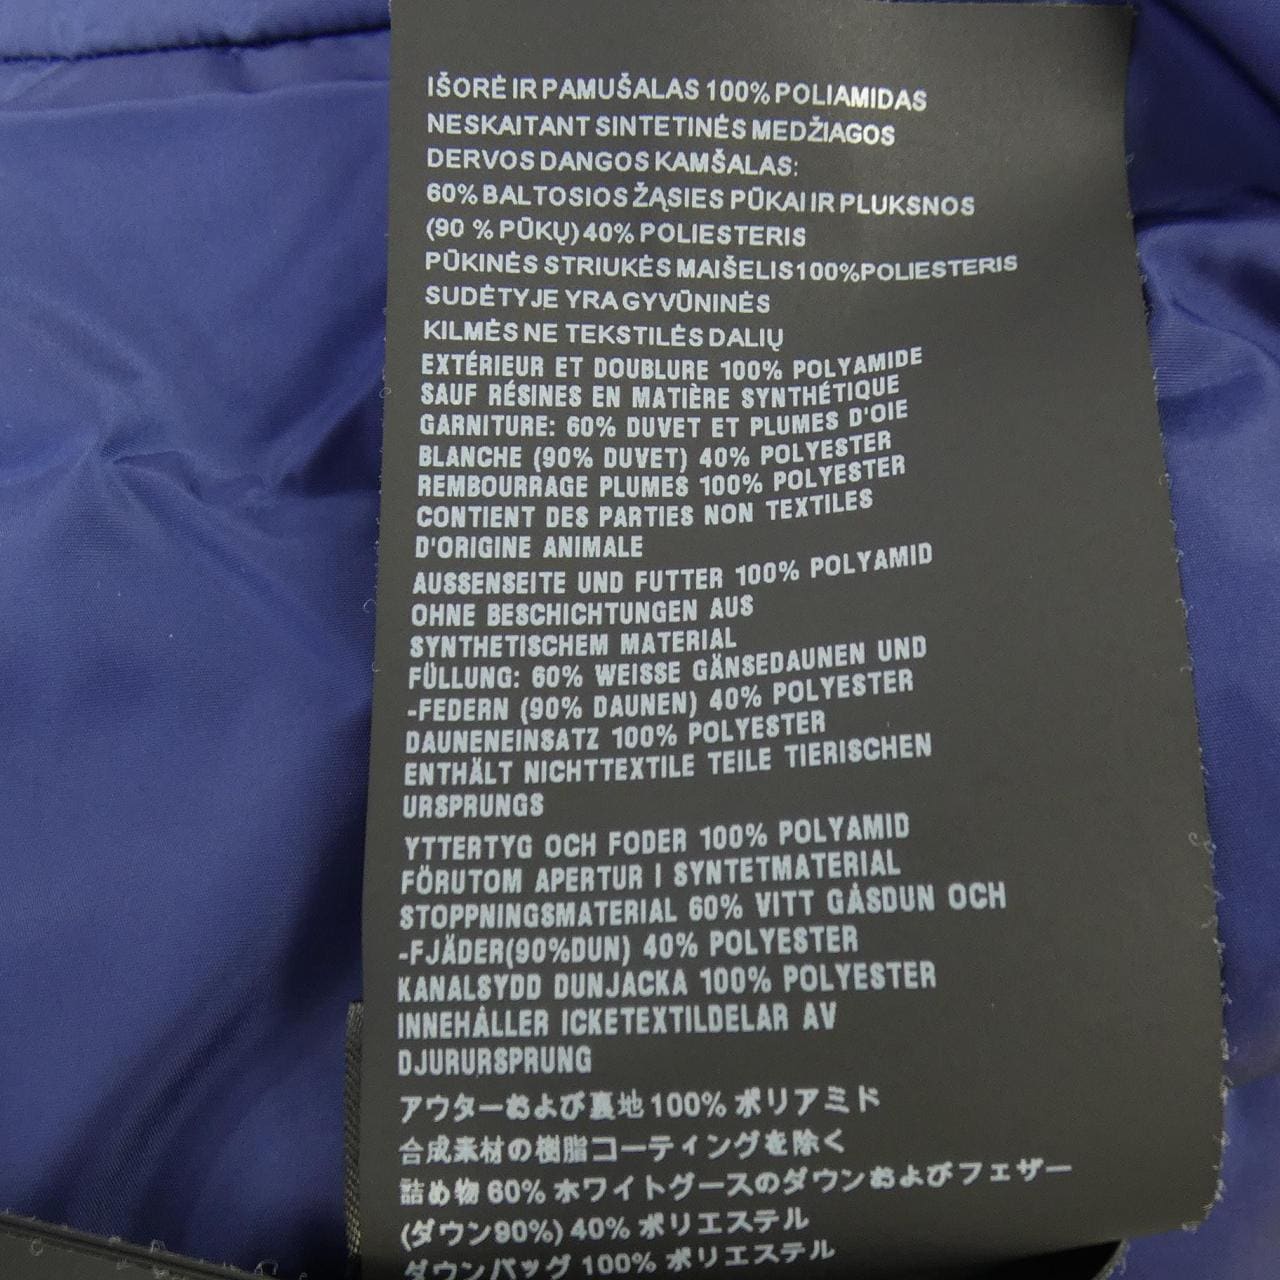 IŠORĖ IR PAMUŠALAS 100% POLIAMIDAS
NESKAITANT SINTETINĖS MEDŽIAGOS
DERVOS DANGOS KAMŠALAS:
60% BALTOSIOS ŽĄSIES PŪKAI IR PLUKSNOS
(90 % PŪKŲ) 40% POLIESTERIS
PŪKINĖS STRIUKĖS MAIŠELIS100%POLIESTERIS
SUDĖTYJE YRA GYVŪNINĖS
KILMĖS NE TEKSTILĖS DALIŲ
EXTÉRIEUR ET DOUBLURE 100% POLYAMIDE
SAUF RÉSINES EN MATIÈRE SYNTHÉTIQUE
GARNITURE: 60% DUVET ET PLUMES D'OIE
BLANCHE (90% DUVET) 40% POLYESTER
REMBOURRAGE PLUMES 100% POLYESTER
CONTIENT DES PARTIES NON TEXTILES
D'ORIGINE ANIMALE
AUSSENSEITE UND FUTTER 100% POLYAMID
OHNE BESCHICHTUNGEN AUS
SYNTHETISCHEM MATERIAL
FÜLLUNG: 60% WEISSE GÄNSEDAUNEN UND
-FEDERN (90% DAUNEN) 40% POLYESTER
DAUNENEINSATZ 100% POLYESTER
ENTHÄLT NICHTTEXTILE TEILE TIERISCHEN
URSPRUNGS
YTTERTYG OCH FODER 100% POLYAMID
FÖRUTOM APERTUR I SYNTETMATERIAL
STOPPNINGSMATERIAL 60% VITT GÅSDUN OCH
-FJÄDER(90%DUN) 40% POLYESTER
KANALSYDD DUNJACKA 100% POLYESTER
INNEHÅLLER ICKETEXTILDELAR AV
DJURURSPRUNG
アウターおよび裏地 100% ポリアミド
合成素材の樹脂コーティングを除く
詰め物 60% ホワイトグースのダウンおよびフェザー
(ダウン90%) 40% ポリエステル
ダウンバッグ 100% ポリエステル